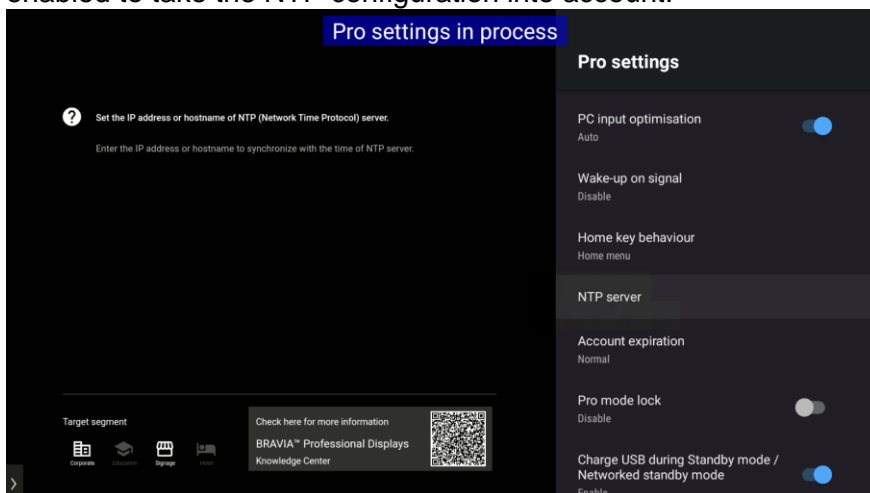 enabled to take the NTP configuration into account.
Pro settings in process
Pro settings
? Set the IP address or hostname of NTP (Network Time Protocol) server.
Enter the IP address or hostname to synchronize with the time of NTP server.
PC input optimisation
Auto
Wake-up on signal
Disable
Home key behaviour
Home menu
NTP server
Account expiration
Normal
Pro mode lock
Disable
Charge USB during Standby mode /
Networked standby mode
Enable
Target segment
Corporate Education Signage Hotel
Check here for more information
BRAVIA™ Professional Displays
Knowledge Center